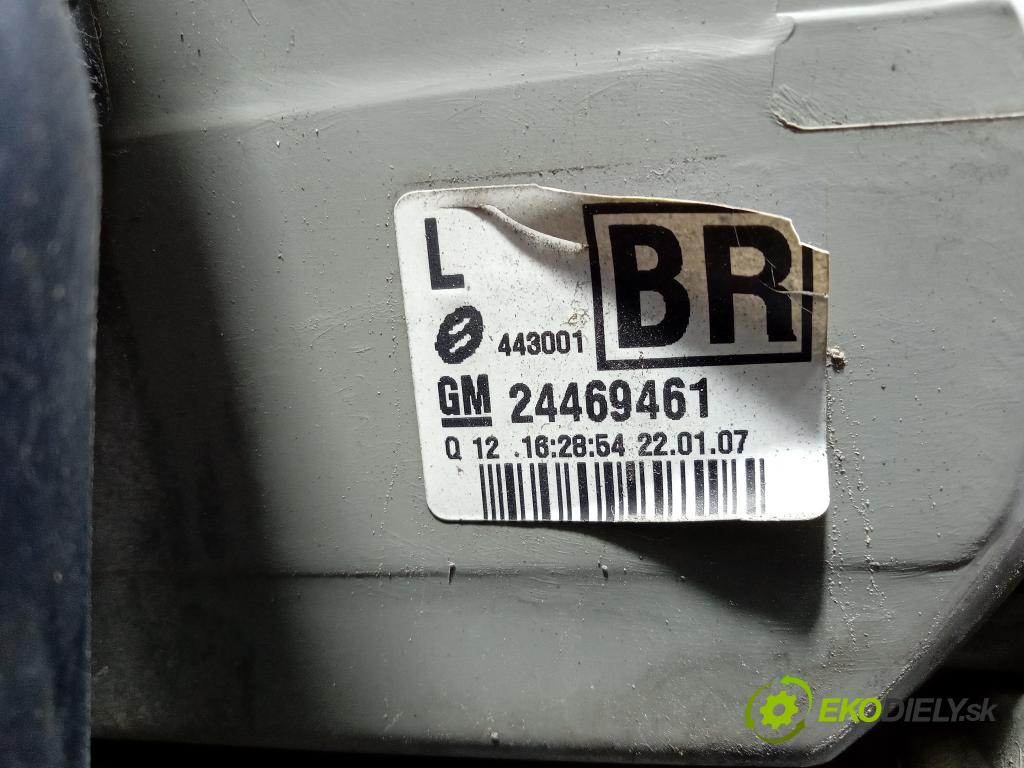 L
BR
443001
GM 24469461
Q 12 16:28:54 22.01.07
EKODIELY.sk